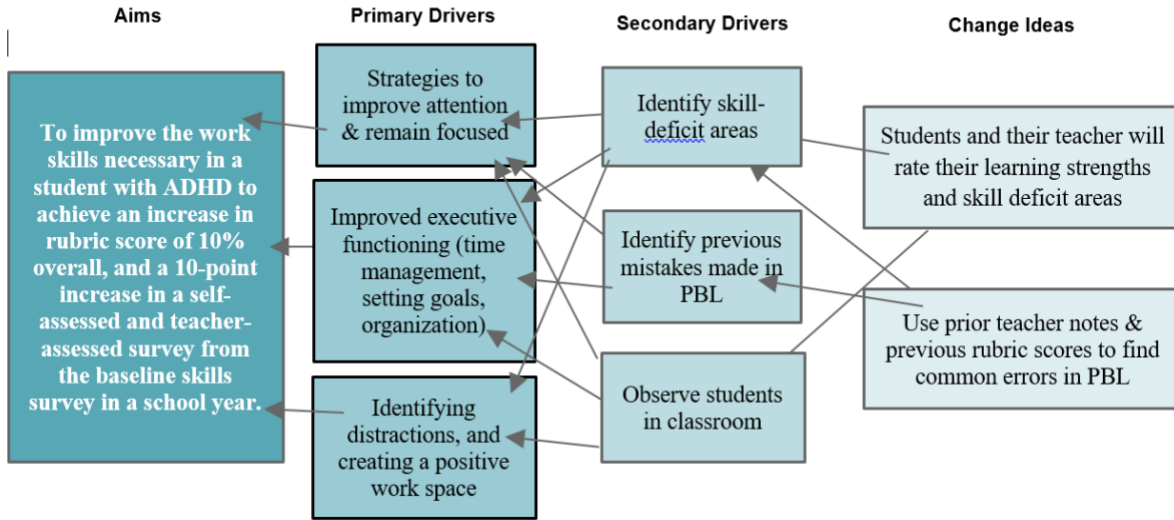 Aims
Primary Drivers
Secondary Drivers
Change Ideas
To improve the work
skills necessary in a
student with ADHD to
achieve an increase in
rubric score of 10%
overall, and a 10-point
increase in a self-
assessed and teacher-
assessed survey from
the baseline skills
survey in a school year.
Strategies to
improve attention
& remain focused
Improved executive
functioning (time
management,
setting goals,
organization)
Identifying
distractions, and
creating a positive
work space
Identify skill-
deficit areas
Identify previous
mistakes made in
PBL
Observe students
in classroom
Students and their teacher will
rate their learning strengths
and skill deficit areas
Use prior teacher notes &
previous rubric scores to find
common errors in PBL